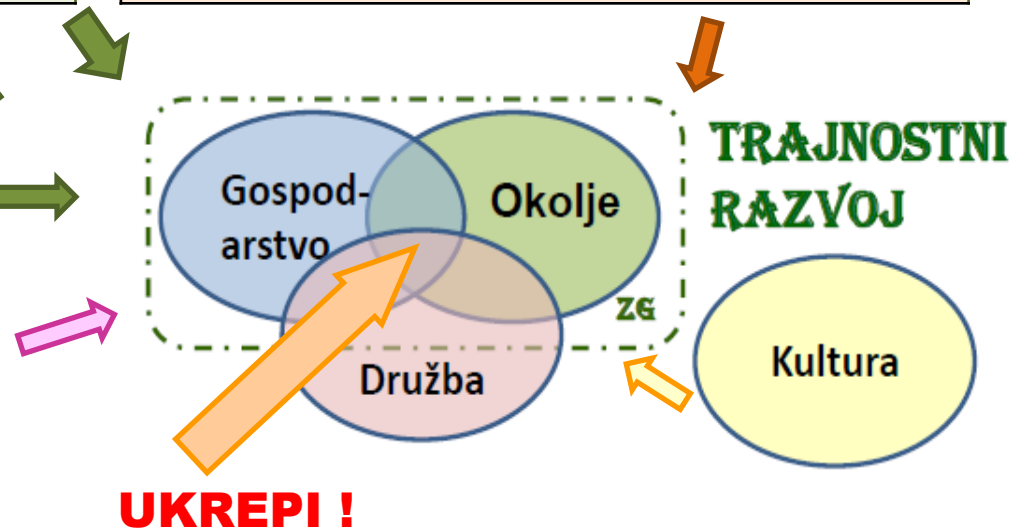 TRAJNOSTNI
RAZVOJ
Gospod-
arstvo
Okolje
ZG
Družba
Kultura
UKREPI !